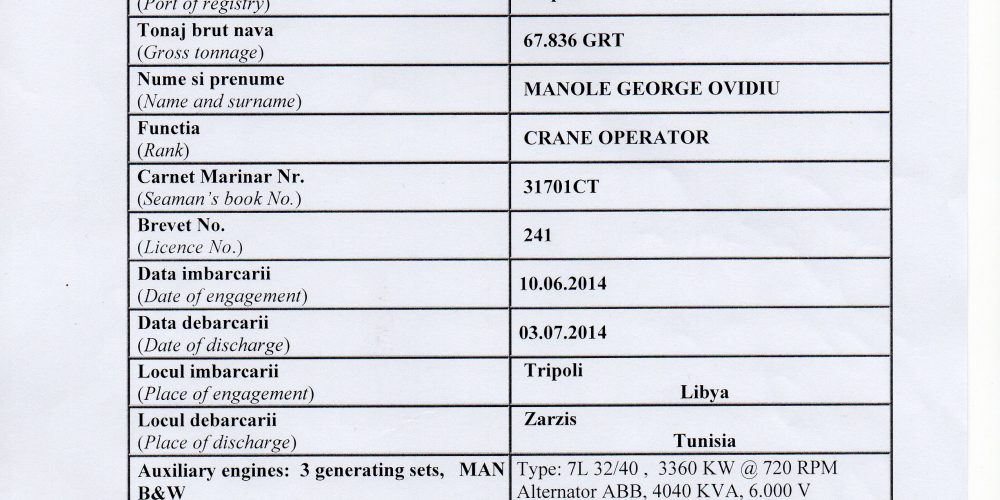 (Port of registry)
Tonaj brut nava
(Gross tonnage)
67.836 GRT
Nume si prenume
(Name and surname)
MANOLE GEORGE OVIDIU
Functia
(Rank)
CRANE OPERATOR
Carnet Marinar Nr.
(Seaman's book No.)
31701CT
Brevet No.
(Licence No.)
241
Data imbarcarii
(Date of engagement)
10.06.2014
Data debarcarii
(Date of discharge)
03.07.2014
Locul imbarcarii
(Place of engagement)
Tripoli
Libya
Locul debarcarii
(Place of discharge)
Zarzis
Tunisia
Auxiliary engines: 3 generating sets, MAN
B&W
Type: 7L 32/40 , 3360 KW @ 720 RPM
Alternator ABB, 4040 KVA, 6.000 V